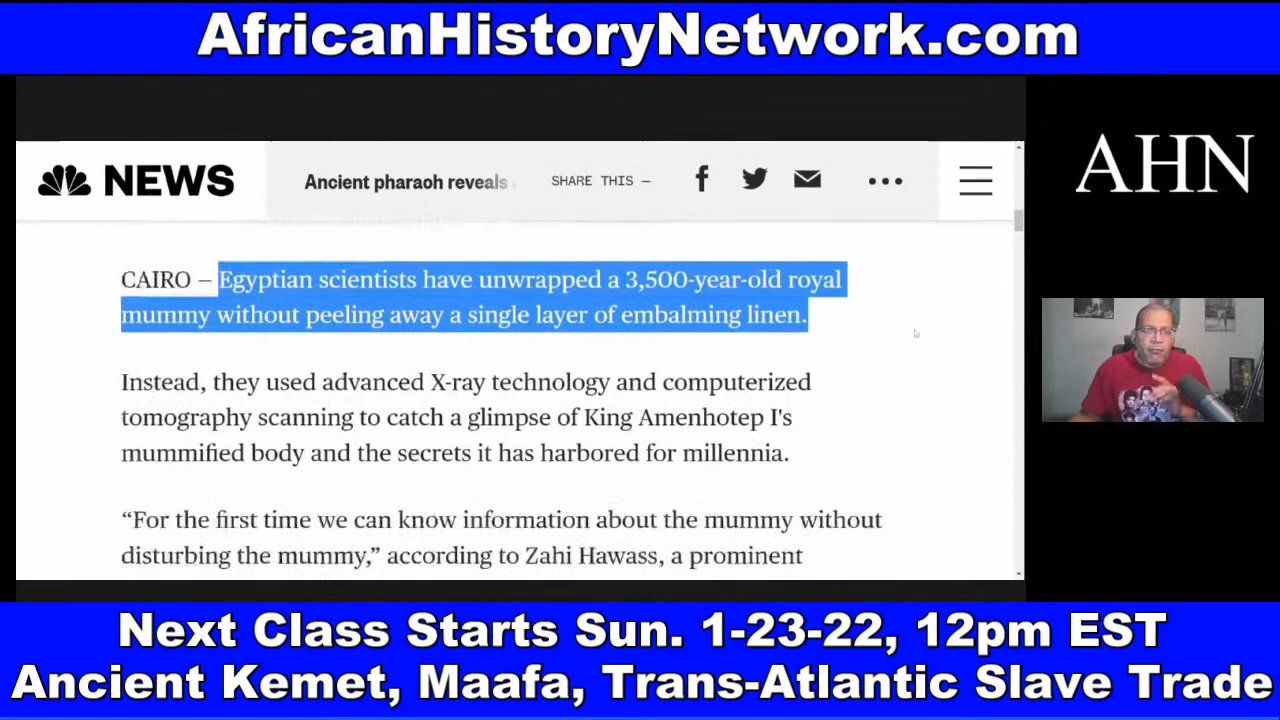 AfricanHistoryNetwork.com
NEWS
Ancient pharaoh reveals
SHARE THIS –
AHN
CAIRO – Egyptian scientists have unwrapped a 3,500-year-old royal
mummy without peeling away a single layer of embalming linen.
Instead, they used advanced X-ray technology and computerized
tomography scanning to catch a glimpse of King Amenhotep I's
mummified body and the secrets it has harbored for millennia.
“For the first time we can know information about the mummy without
disturbing the mummy,” according to Zahi Hawass, a prominent
Next Class Starts Sun. 1-23-22, 12pm EST
Ancient Kemet, Maafa, Trans-Atlantic Slave Trade